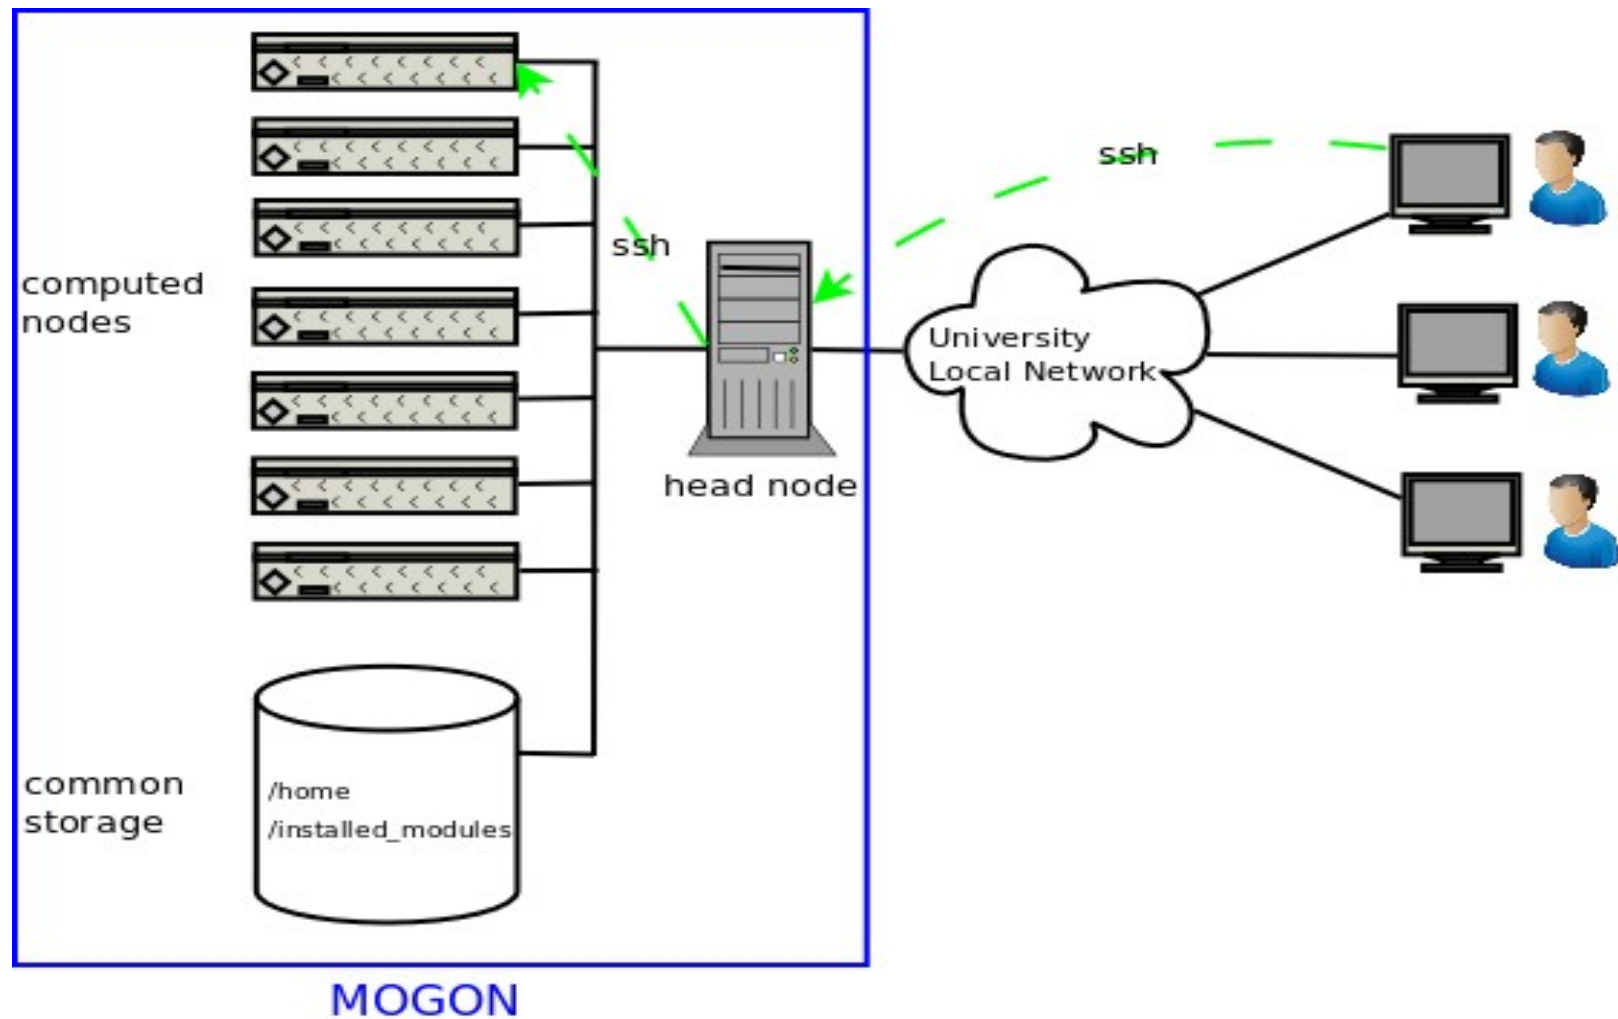 ssh
ssh
computed
nodes
University
Local Network
head node
common
storage
/home
/installed_modules
MOGON